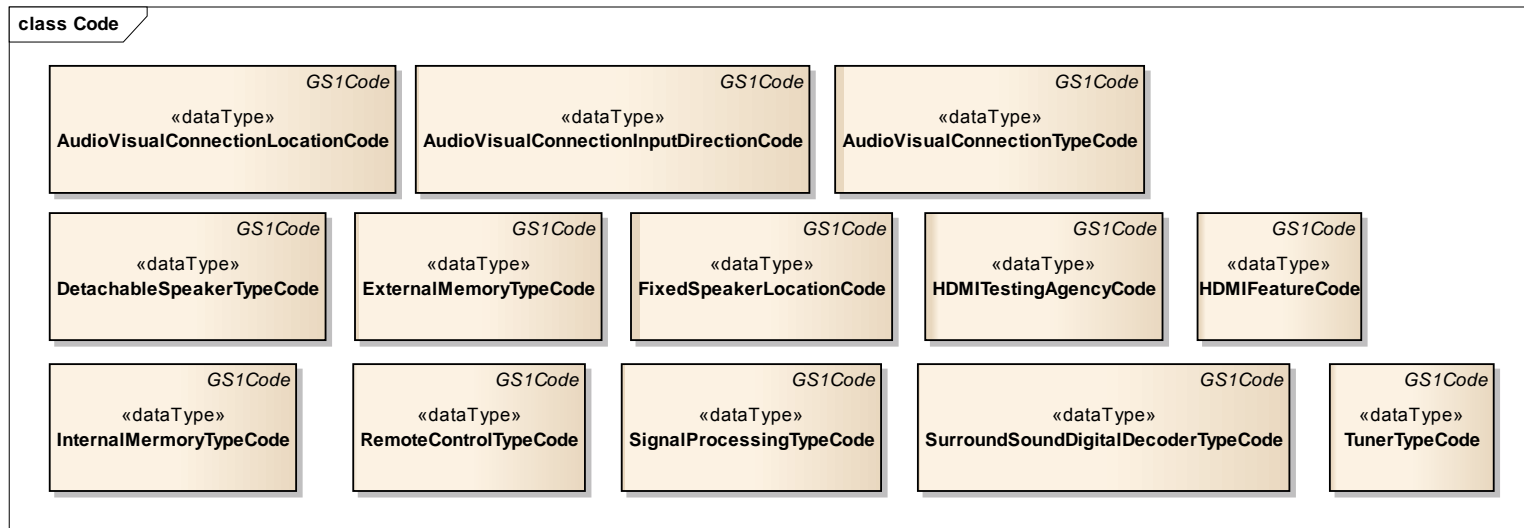 class Code
GS1Code GS1Code GS1Code
«dataType» «dataType» «dataType»
AudioVisualConnectionLocationCode AudioVisualConnectionInputDirectionCode AudioVisualConnectionTypeCode
GS1Code GS1Code GS1Code GS1Code GS1Code
«dataType» «dataType» «dataType» «dataType» «dataType»
DetachableSpeakerTypeCode ExternalMemoryTypeCode FixedSpeakerLocationCode HDMITestingAgencyCode HDMIFeatureCode
GS1Code GS1Code GS1Code GS1Code GS1Code
«dataType» «dataType» «dataType» «dataType» «dataType»
InternalMermoryTypeCode RemoteControlTypeCode SignalProcessingTypeCode SurroundSoundDigitalDecoderTypeCode TunerTypeCode